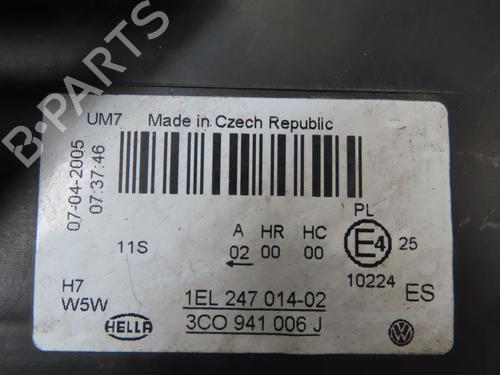 B-PARTS
UM7 Made in Czech Republic
07-04-2005
07:37:46
11S
A HR HC
02 00 00
PL
E4 25
10224
H7
W5W
1EL 247 014-02
3CO 941 006 J
ES
HELLA
VW